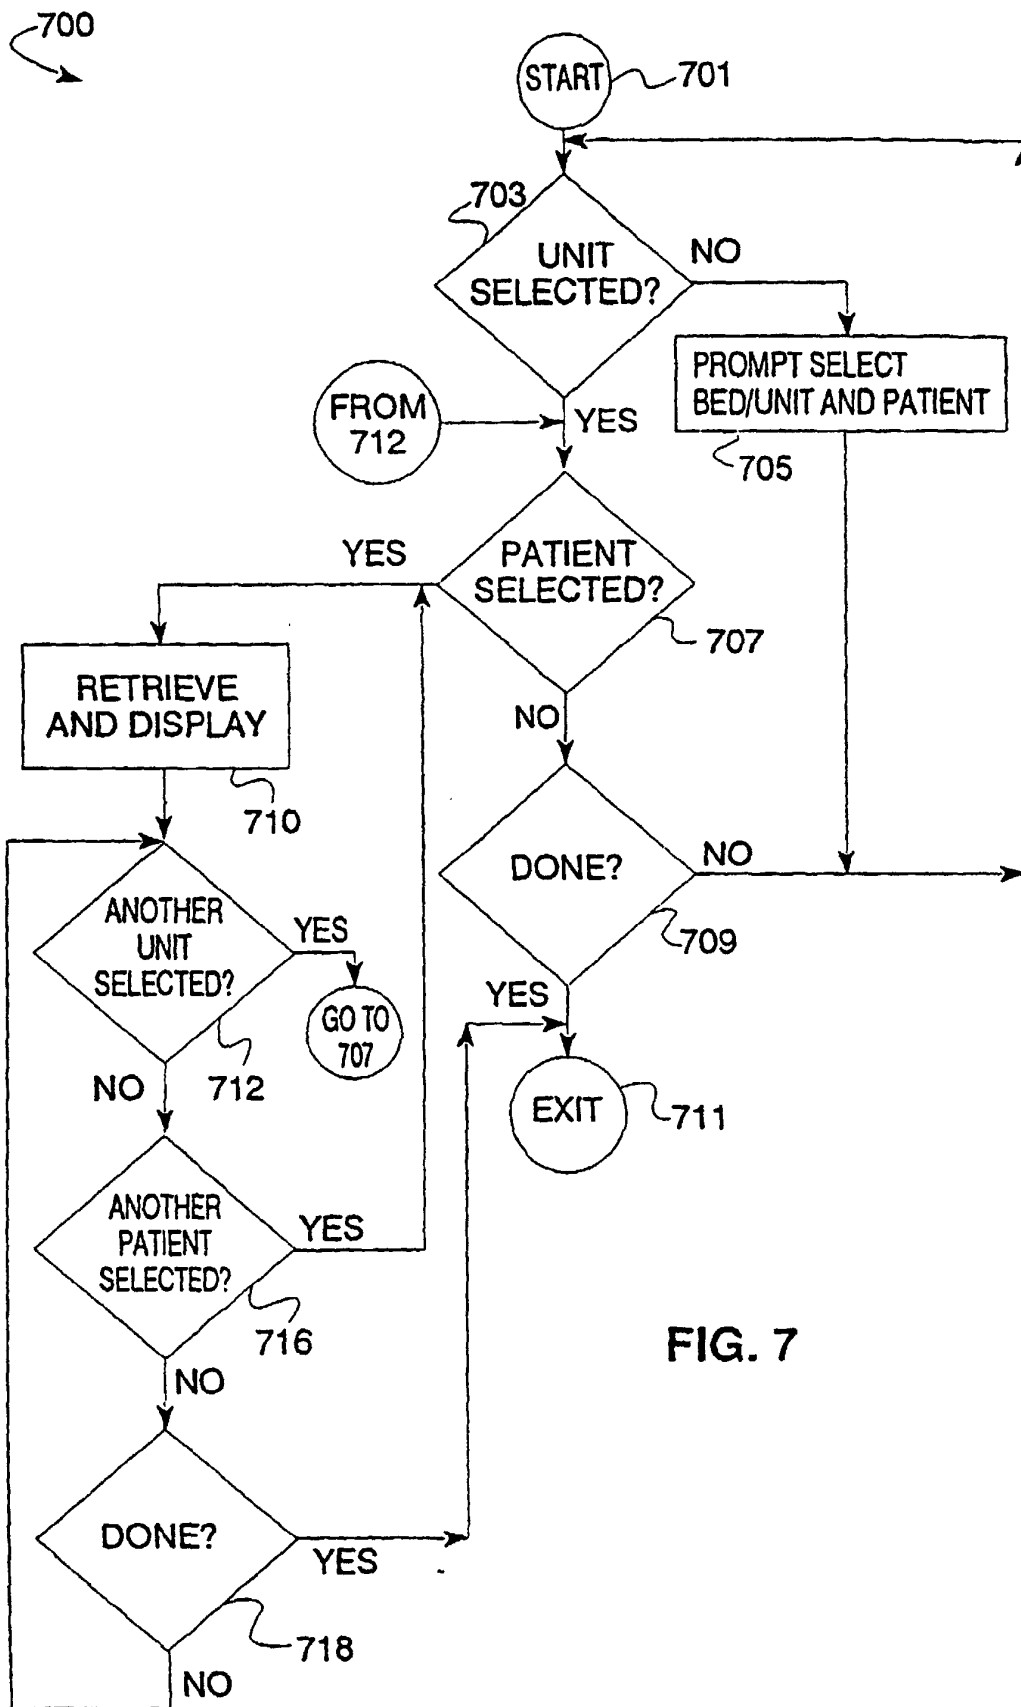 700
START
701
703
UNIT
SELECTED?
NO
PROMPT SELECT
BED/UNIT AND PATIENT
705
FROM
712
YES
PATIENT
SELECTED?
707
YES
NO
RETRIEVE
AND DISPLAY
710
DONE?
NO
709
YES
ANOTHER
UNIT
SELECTED?
YES
GO TO
707
712
NO
EXIT
711
ANOTHER
PATIENT
SELECTED?
YES
716
NO
FIG. 7
DONE?
YES
718
NO